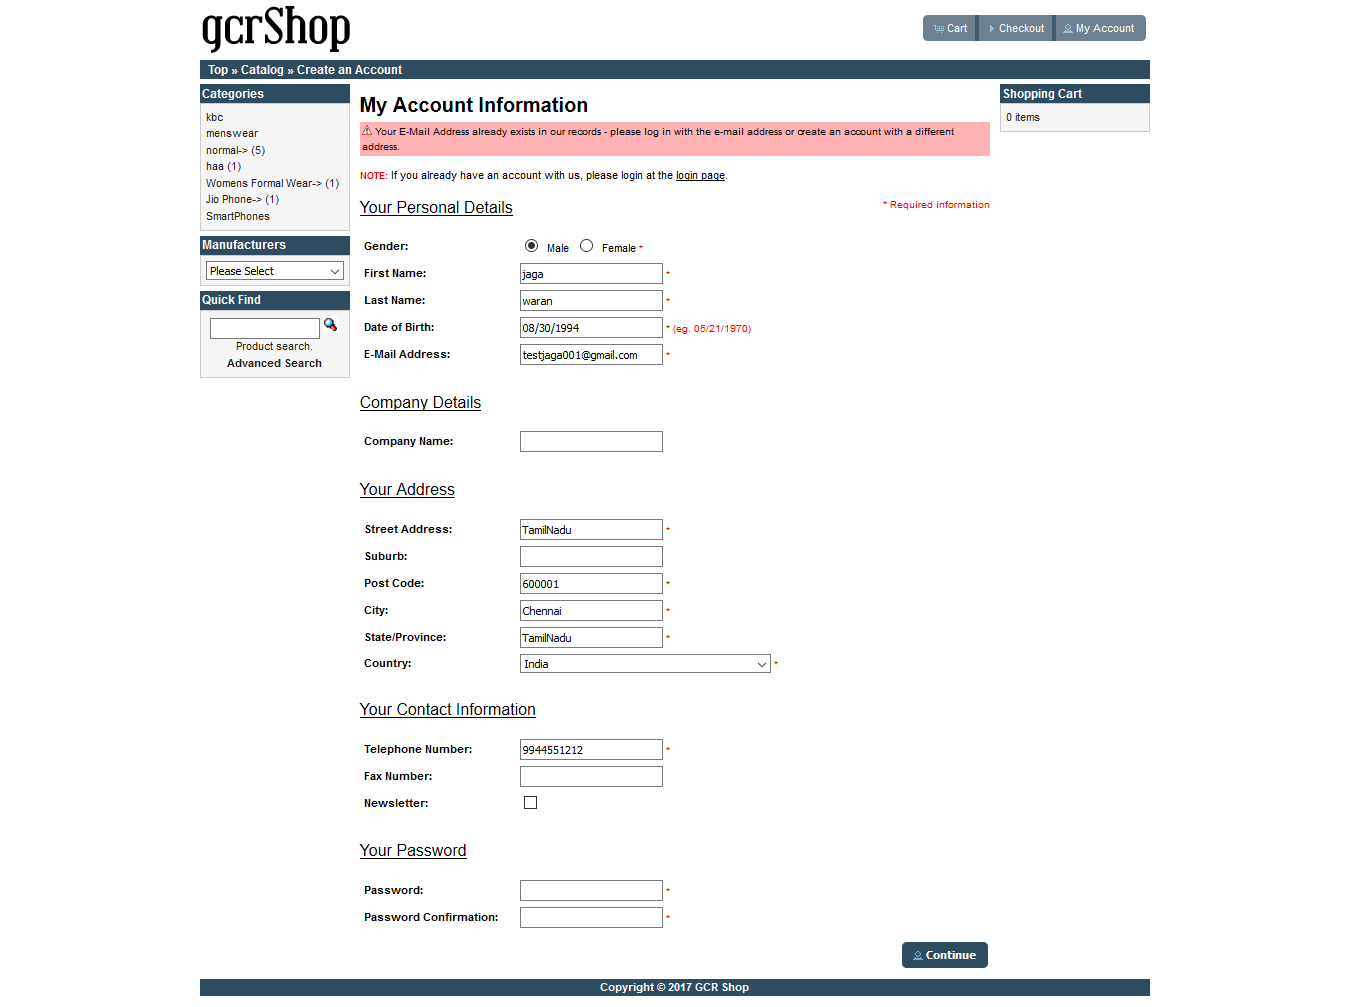 gcrShop
Cart
Checkout
My Account
Top » Catalog » Create an Account
Categories
kbc
menswear
normal-> (5)
haa (1)
Womens Formal Wear-> (1)
Jio Phone-> (1)
SmartPhones
Manufacturers
Please Select
Quick Find
Product search.
Advanced Search
My Account Information
Your E-Mail Address already exists in our records - please log in with the e-mail address or create an account with a different
address.
NOTE: If you already have an account with us, please login at the login page.
Your Personal Details
* Required information
Gender: Male Female *
First Name: jaga *
Last Name: waran *
Date of Birth: 08/30/1994 * (eg. 05/21/1970)
E-Mail Address: testjaga001@gmail.com *
Company Details
Company Name:
Your Address
Street Address: TamilNadu *
Suburb:
Post Code: 600001 *
City: Chennai *
State/Province: TamilNadu *
Country: India *
Your Contact Information
Telephone Number: 9944551212 *
Fax Number:
Newsletter:
Your Password
Password: *
Password Confirmation: *
Continue
Shopping Cart
0 items
Copyright © 2017 GCR Shop